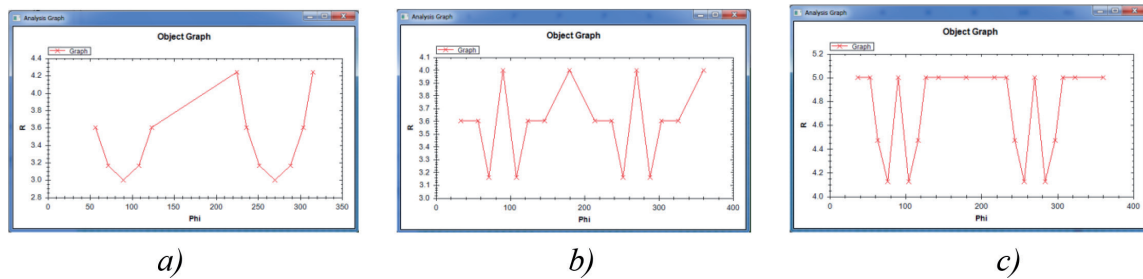 Analysis Graph
Object Graph
Graph
4.4
4.2
4.0
3.8
3.6
3.4
3.2
3.0
2.8
R
0 50 100 150 200 250 300 350
Phi
a)
Analysis Graph
Object Graph
Graph
4.1
4.0
3.9
3.8
3.7
3.6
3.5
3.4
3.3
3.2
3.1
3.0
R
0 100 200 300 400
Phi
b)
Analysis Graph
Object Graph
Graph
5.2
5.0
4.8
4.6
4.4
4.2
4.0
R
0 100 200 300 400
Phi
c)